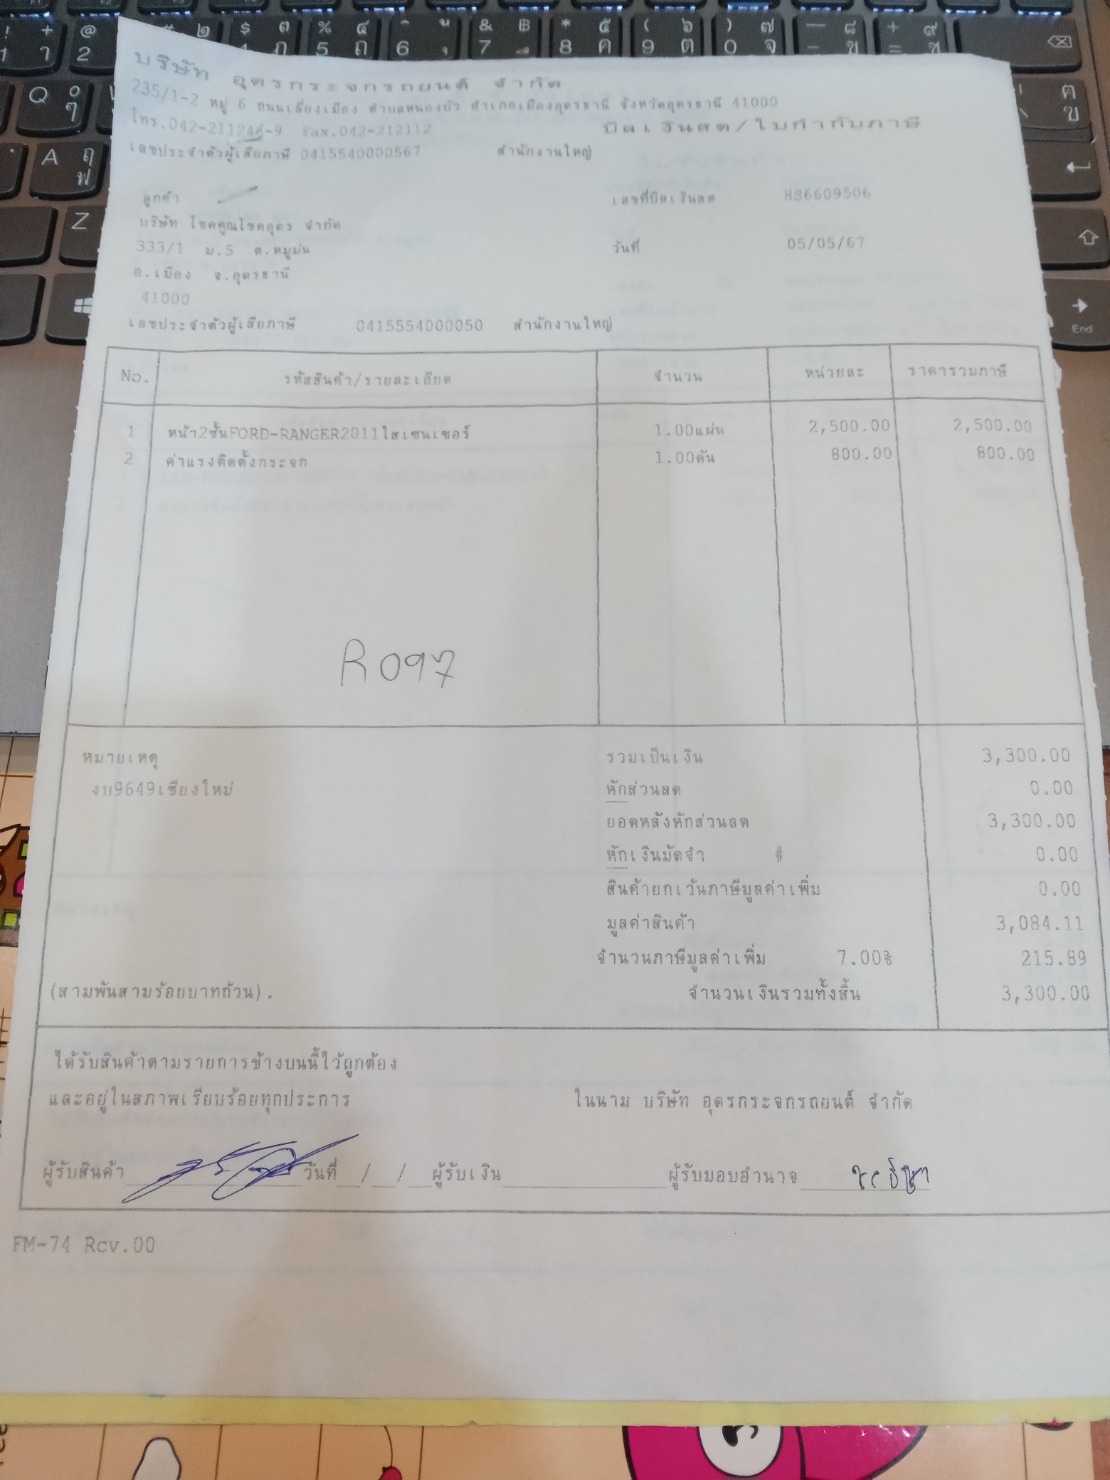 บริษัท อุดรกระจกรถยนต์ จำกัด
235/1-2 หมู่ 6 ถนนเลี่ยงเมือง ตำบลหนองบัว อำเภอเมืองอุดรธานี จังหวัดอุดรธานี 41000
โทร.042-211248-9 Fax.042-212112
บิลเงินสด/ใบกำกับภาษี
เลขประจำตัวผู้เสียภาษี 0415540000567 สำนักงานใหญ่
ลูกค้า
เลขที่บิลเงินสด HS6609506
บริษัท โชคคูณโชคอุดร จำกัด
333/1 ม.5 ต.หมูม่น
วันที่ 05/05/67
อ.เมือง จ.อุดรธานี
41000
เลขประจำตัวผู้เสียภาษี 0415554000050 สำนักงานใหญ่
No. รหัสสินค้า/รายละเอียด จำนวน หน่วยละ ราคารวมภาษี
1 หน้า2ชั้นFORD-RANGER2011ใสเซนเซอร์ 1.00แผ่น 2,500.00 2,500.00
2 ค่าแรงติดตั้งกระจก 1.00คัน 800.00 800.00
R097
หมายเหตุ
งบ9649เชียงใหม่
รวมเป็นเงิน 3,300.00
หักส่วนลด 0.00
ยอดหลังหักส่วนลด 3,300.00
หักเงินมัดจำ # 0.00
สินค้ายกเว้นภาษีมูลค่าเพิ่ม 0.00
มูลค่าสินค้า 3,084.11
จำนวนภาษีมูลค่าเพิ่ม 7.00% 215.89
(สามพันสามร้อยบาทถ้วน). จำนวนเงินรวมทั้งสิ้น 3,300.00
ได้รับสินค้าตามรายการข้างบนนี้ไว้ถูกต้อง
และอยู่ในสภาพเรียบร้อยทุกประการ
ในนาม บริษัท อุดรกระจกรถยนต์ จำกัด
ผู้รับสินค้า วันที่ / / ผู้รับเงิน ผู้รับมอบอำนาจ
FM-74 Rev.00